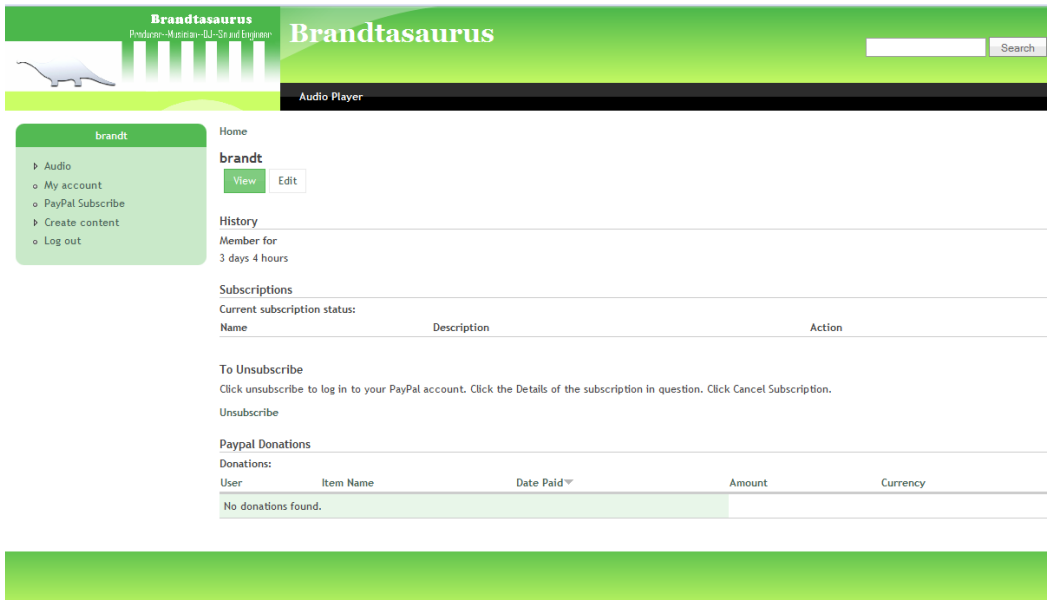 Brandtasaurus
Producer--Musician--DJ--Sound Engineer
Brandtasaurus
Search
Audio Player
brandt
Audio
My account
PayPal Subscribe
Create content
Log out
Home
brandt
View Edit
History
Member for
3 days 4 hours
Subscriptions
Current subscription status:
Name Description Action
To Unsubscribe
Click unsubscribe to log in to your PayPal account. Click the Details of the subscription in question. Click Cancel Subscription.
Unsubscribe
Paypal Donations
Donations:
User Item Name Date Paid Amount Currency
No donations found.